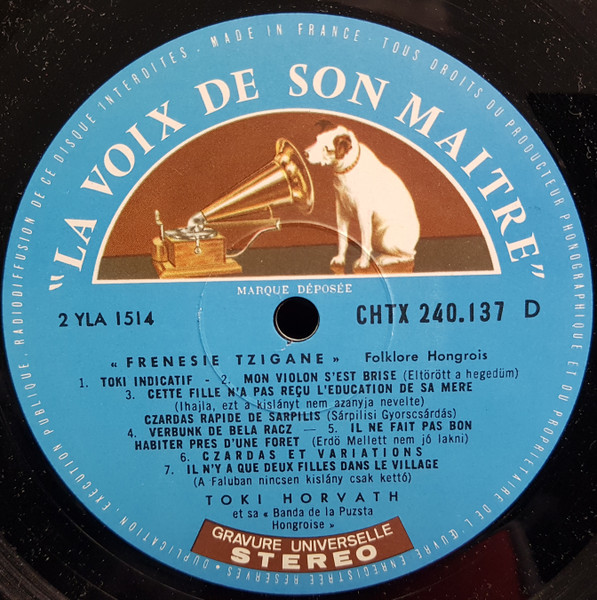 MADE IN FRANCE · TOUS DROITS DU PRODUCTEUR PHONOGRAPHIQUE ET DU PROPRIETAIRE DE L'ŒUVRE ENREGISTREE RESERVES · DUPLICATION · EXECUTION PUBLIQUE · RADIODIFFUSION DE CE DISQUE INTERDITES ·
"LA VOIX DE SON MAITRE"
MARQUE DÉPOSÉE
2 YLA 1514
CHTX 240.137 D
« FRENESIE TZIGANE » Folklore Hongrois
1. TOKI INDICATIF - 2. MON VIOLON S'EST BRISE (Eltörött a hegedüm)
3. CETTE FILLE N'A PAS REÇU L'EDUCATION DE SA MERE
(Ihajla, ezt a kislányt nem azanyja nevelte)
CZARDAS RAPIDE DE SARPILIS (Sárpilisi Gyorscsárdás)
4. VERBUNK DE BELA RACZ — 5. IL NE FAIT PAS BON
HABITER PRES D'UNE FORET (Erdö Mellett nem jó lakni)
6. CZARDAS ET VARIATIONS
7. IL N'Y A QUE DEUX FILLES DANS LE VILLAGE
(A Faluban nincsen kislány csak kettó)
TOKI HORVATH
et sa « Banda de la Puzsta
Hongroise »
GRAVURE UNIVERSELLE
STEREO